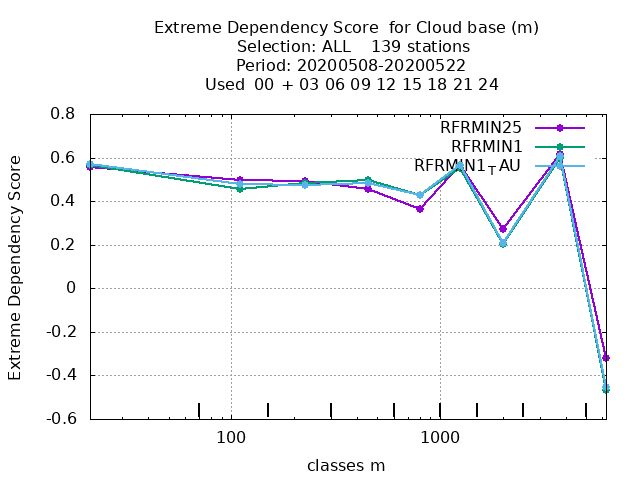 Extreme Dependency Score  for Cloud base (m)
Selection: ALL    139 stations
Period: 20200508-20200522
Used  00 + 03 06 09 12 15 18 21 24
RFRMIN25
RFRMIN1
RFRMIN1_TAU
Extreme Dependency Score
0.8
0.6
0.4
0.2
0
-0.2
-0.4
-0.6
100
1000
classes m